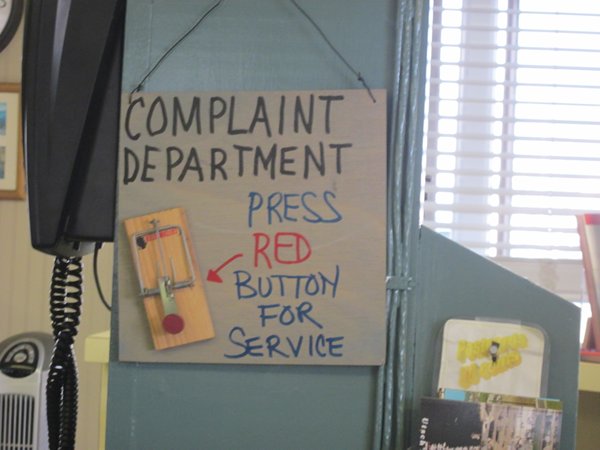 COMPLAINT
DEPARTMENT
PRESS
RED
BUTTON
FOR
SERVICE